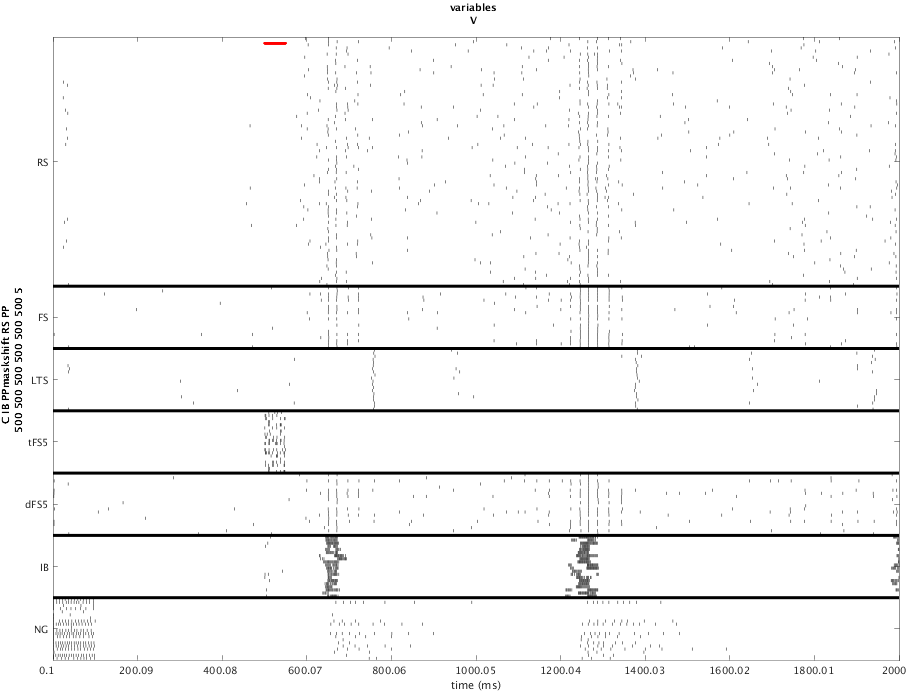 variables
V
RS
FS
LTS
tFS5
dFS5
IB
NG
C IB PPmaskshift RS PP
500 500 500 500 500 500 5
0.1 200.09 400.08 600.07 800.06 1000.05 1200.04 1400.03 1600.02 1800.01 2000
time (ms)